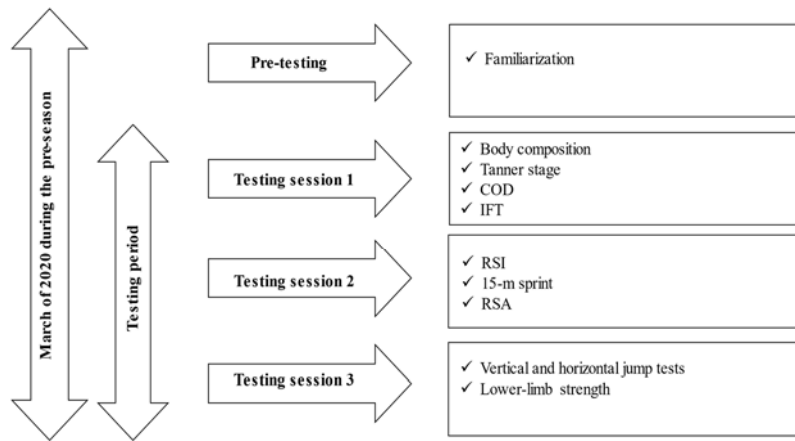 March of 2020 during the pre-season
Testing period
Pre-testing
✓ Familiarization
Testing session 1
✓ Body composition
✓ Tanner stage
✓ COD
✓ IFT
Testing session 2
✓ RSI
✓ 15-m sprint
✓ RSA
Testing session 3
✓ Vertical and horizontal jump tests
✓ Lower-limb strength